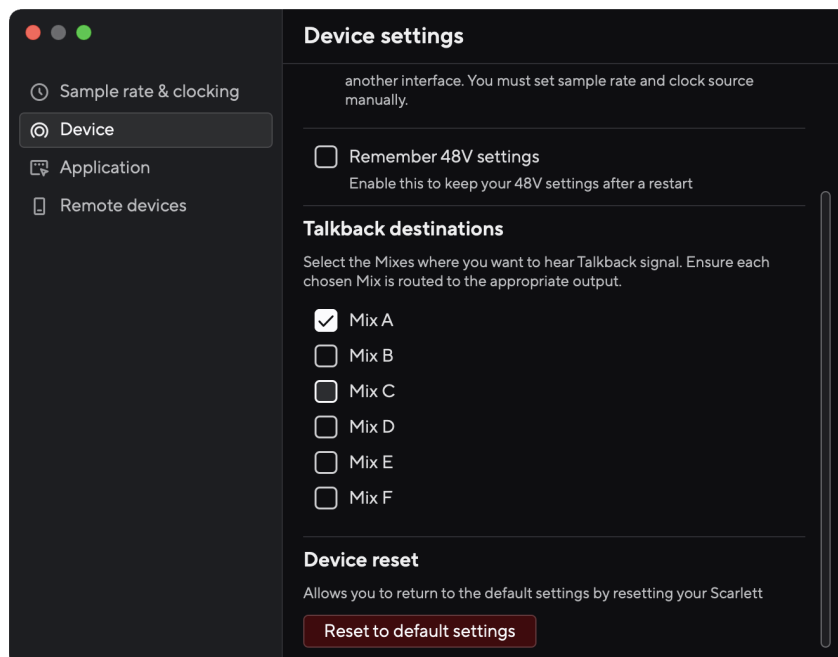 Device settings
Sample rate & clocking
Device
Application
Remote devices
another interface. You must set sample rate and clock source
manually.
Remember 48V settings
Enable this to keep your 48V settings after a restart
Talkback destinations
Select the Mixes where you want to hear Talkback signal. Ensure each
chosen Mix is routed to the appropriate output.
Mix A
Mix B
Mix C
Mix D
Mix E
Mix F
Device reset
Allows you to return to the default settings by resetting your Scarlett
Reset to default settings